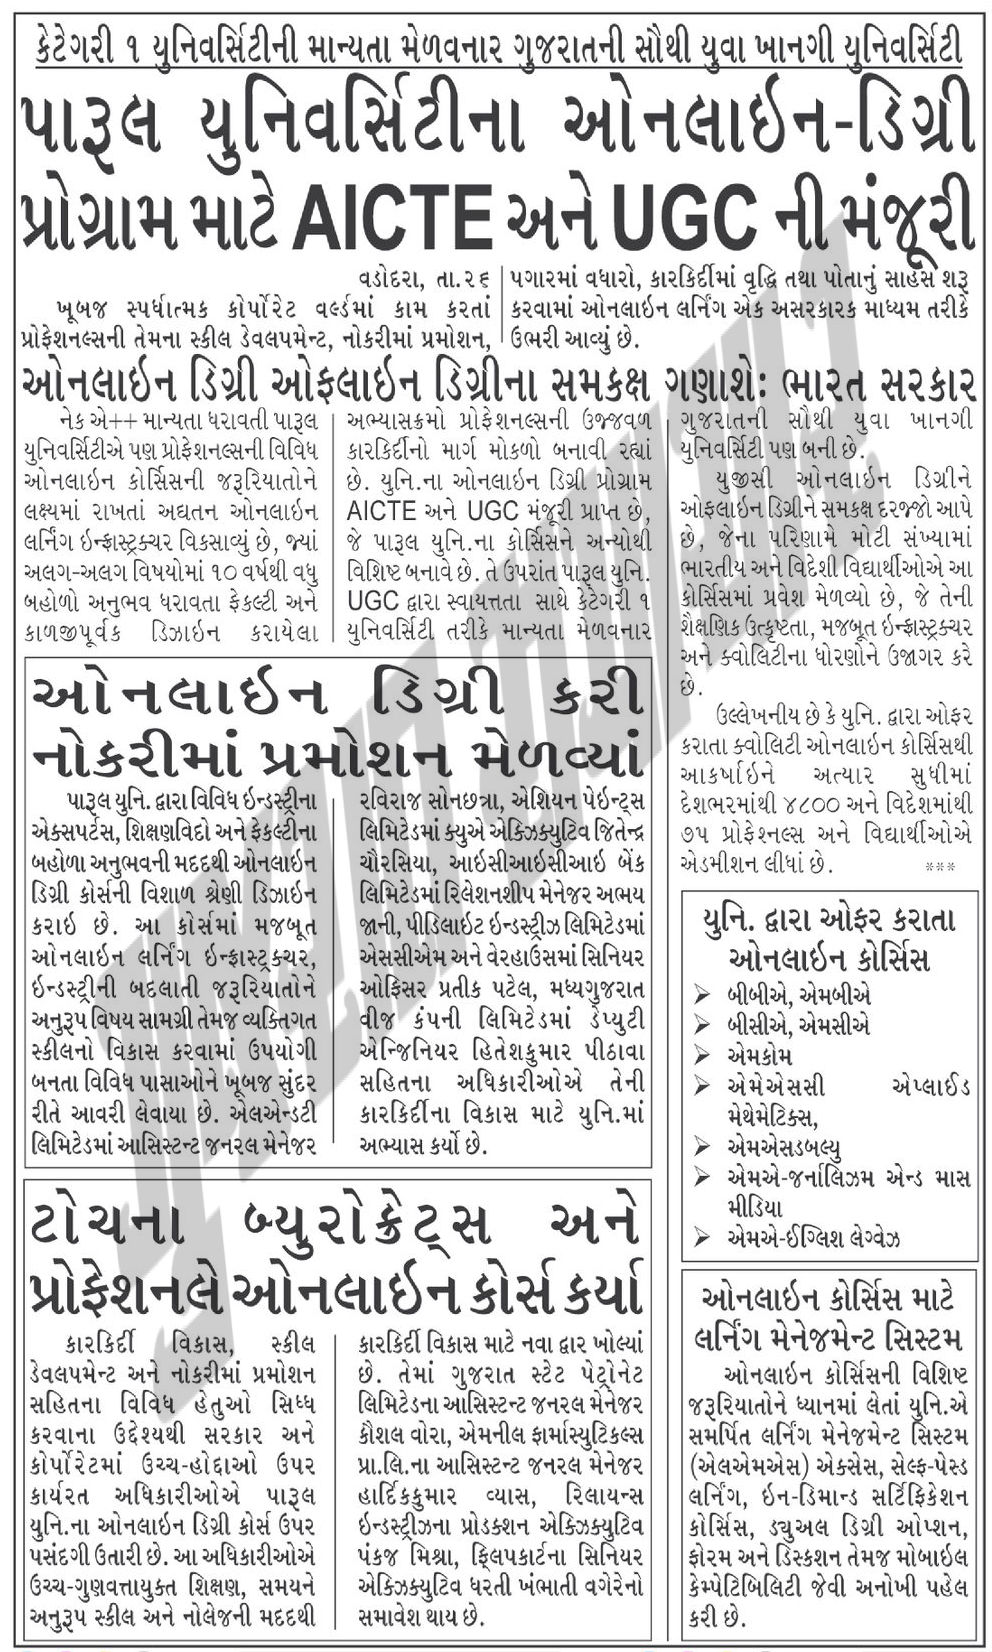 કેટેગરી ૧ યુનિવર્સિટીની માન્યતા મેળવનાર ગુજરાતની સૌથી યુવા ખાનગી યુનિવર્સિટી
પારૂલ યુનિવર્સિટીના ઓનલાઇન-ડિગ્રી
પ્રોગ્રામ માટે AICTE અને UGC ની મંજૂરી
વડોદરા, તા.૨૬
ખૂબજ સ્પર્ધાત્મક કોર્પોરેટ વર્લ્ડમાં કામ કરતાં
પ્રોફેશનલ્સની તેમના સ્કીલ ડેવલપમેન્ટ, નોકરીમાં પ્રમોશન,
પગારમાં વધારો, કારકિર્દીમાં વૃદ્ધિ તથા પોતાનું સાહસ શરૂ
કરવામાં ઓનલાઇન લર્નિંગ એક અસરકારક માધ્યમ તરીકે
ઉભરી આવ્યું છે.
ઓનલાઇન ડિગ્રી ઓફલાઇન ડિગ્રીના સમકક્ષ ગણાશે: ભારત સરકાર
નેક એ++ માન્યતા ધરાવતી પારૂલ
યુનિવર્સિટીએ પણ પ્રોફેશનલ્સની વિવિધ
ઓનલાઇન કોર્સિસની જરૂરિયાતોને
લક્ષ્યમાં રાખતાં અદ્યતન ઓનલાઇન
લર્નિંગ ઇન્ફ્રાસ્ટ્રક્ચર વિકસાવ્યું છે, જ્યાં
અલગ-અલગ વિષયોમાં ૧૦ વર્ષથી વધુ
બહોળો અનુભવ ધરાવતા ફેકલ્ટી અને
કાળજીપૂર્વક ડિઝાઇન કરાયેલા
અભ્યાસક્રમો પ્રોફેશનલ્સની ઉજ્જવળ
કારકિર્દીનો માર્ગ મોકળો બનાવી રહ્યાં
છે. યુનિ.ના ઓનલાઇન ડિગ્રી પ્રોગ્રામ
AICTE અને UGC મંજૂરી પ્રાપ્ત છે,
જે પારૂલ યુનિ.ના કોર્સિસને અન્યોથી
વિશિષ્ટ બનાવે છે. તે ઉપરાંત પારૂલ યુનિ.
UGC દ્વારા સ્વાયત્તતા સાથે કેટેગરી ૧
યુનિવર્સિટી તરીકે માન્યતા મેળવનાર
ગુજરાતની સૌથી યુવા ખાનગી
યુનિવર્સિટી પણ બની છે.
યુજીસી ઓનલાઇન ડિગ્રીને
ઓફલાઇન ડિગ્રીને સમકક્ષ દરજ્જો આપે
છે, જેના પરિણામે મોટી સંખ્યામાં
ભારતીય અને વિદેશી વિદ્યાર્થીઓએ આ
કોર્સિસમાં પ્રવેશ મેળવ્યો છે, જે તેની
શૈક્ષણિક ઉત્કૃષ્ટતા, મજબૂત ઇન્ફ્રાસ્ટ્રક્ચર
અને ક્વોલિટીના ધોરણોને ઉજાગર કરે
છે.
ઉલ્લેખનીય છે કે યુનિ. દ્વારા ઓફર
કરાતા ક્વોલિટી ઓનલાઇન કોર્સિસથી
આકર્ષાઇને અત્યાર સુધીમાં
દેશભરમાંથી ૪૮૦૦ અને વિદેશમાંથી
૭૫ પ્રોફેશ્નલ્સ અને વિદ્યાર્થીઓએ
એડમીશન લીધાં છે. ***
ઓનલાઇન ડિગ્રી કરી
નોકરીમાં પ્રમોશન મેળવ્યાં
પારૂલ યુનિ. દ્વારા વિવિધ ઇન્ડસ્ટ્રીના
એક્સપર્ટસ, શિક્ષણવિદો અને ફેકલ્ટીના
બહોળા અનુભવની મદદથી ઓનલાઇન
ડિગ્રી કોર્સની વિશાળ શ્રેણી ડિઝાઇન
કરાઇ છે. આ કોર્સમાં મજબૂત
ઓનલાઇન લર્નિંગ ઇન્ફ્રાસ્ટ્રક્ચર,
ઇન્ડસ્ટ્રીની બદલાતી જરૂરિયાતોને
અનુરૂપ વિષય સામગ્રી તેમજ વ્યક્તિગત
સ્કીલનો વિકાસ કરવામાં ઉપયોગી
બનતા વિવિધ પાસાઓને ખૂબજ સુંદર
રીતે આવરી લેવાયા છે. એલએન્ડટી
લિમિટેડમાં આસિસ્ટન્ટ જનરલ મેનેજર
રવિરાજ સોનછત્રા, એશિયન પેઇન્ટ્સ
લિમિટેડમાં ક્યુએ એક્ઝિક્યુટિવ જિતેન્દ્ર
ચૌરસિયા, આઇસીઆઇસીઆઇ બેંક
લિમિટેડમાં રિલેશનશીપ મેનેજર અભય
જાની, પીડિલાઇટ ઇન્ડસ્ટ્રીઝ લિમિટેડમાં
એસસીએમ અને વેરહાઉસમાં સિનિયર
ઓફિસર પ્રતીક પટેલ, મધ્યગુજરાત
વીજ કંપની લિમિટેડમાં ડેપ્યુટી
એન્જિનિયર હિતેશકુમાર પીઠાવા
સહિતના અધિકારીઓએ તેની
કારકિર્દીના વિકાસ માટે યુનિ.માં
અભ્યાસ કર્યો છે.
યુનિ. દ્વારા ઓફર કરાતા
ઓનલાઇન કોર્સિસ
➢ બીબીએ, એમબીએ
➢ બીસીએ, એમસીએ
➢ એમકોમ
➢ એમએસસી એપ્લાઈડ
મેથેમેટિક્સ,
➢ એમએસડબલ્યુ
➢ એમએ-જર્નાલિઝમ એન્ડ માસ
મીડિયા
➢ એમએ-ઈંગ્લિશ લેંગ્વેઝ
ટોચના બ્યુરોક્રેટ્સ અને
પ્રોફેશનલે ઓનલાઇન કોર્સ કર્યા
કારકિર્દી વિકાસ, સ્કીલ
ડેવલપમેન્ટ અને નોકરીમાં પ્રમોશન
સહિતના વિવિધ હેતુઓ સિધ્ધ
કરવાના ઉદ્દેશ્યથી સરકાર અને
કોર્પોરેટમાં ઉચ્ચ-હોદ્દાઓ ઉપર
કાર્યરત અધિકારીઓએ પારૂલ
યુનિ.ના ઓનલાઇન ડિગ્રી કોર્સ ઉપર
પસંદગી ઉતારી છે. આ અધિકારીઓએ
ઉચ્ચ-ગુણવત્તાયુક્ત શિક્ષણ, સમયને
અનુરૂપ સ્કીલ અને નોલેજની મદદથી
કારકિર્દી વિકાસ માટે નવા દ્વાર ખોલ્યાં
છે. તેમાં ગુજરાત સ્ટેટ પેટ્રોનેટ
લિમિટેડના આસિસ્ટન્ટ જનરલ મેનેજર
કૌશલ વોરા, એમનીલ ફાર્માસ્યુટિકલ્સ
પ્રા.લિ.ના આસિસ્ટન્ટ જનરલ મેનેજર
હાર્દિકકુમાર વ્યાસ, રિલાયન્સ
ઇન્ડસ્ટ્રીઝના પ્રોડક્શન એક્ઝિક્યુટિવ
પંકજ મિશ્રા, ફ્લિપકાર્ટના સિનિયર
એક્ઝિક્યુટિવ ધરતી ખંભાતી વગેરેનો
સમાવેશ થાય છે.
ઓનલાઇન કોર્સિસ માટે
લર્નિંગ મેનેજમેન્ટ સિસ્ટમ
ઓનલાઇન કોર્સિસની વિશિષ્ટ
જરૂરિયાતોને ધ્યાનમાં લેતાં યુનિ.એ
સમર્પિત લર્નિંગ મેનેજમેન્ટ સિસ્ટમ
(એલએમએસ) એક્સેસ, સેલ્ફ-પેસ્ડ
લર્નિંગ, ઇન-ડિમાન્ડ સર્ટિફિકેશન
કોર્સિસ, ડ્યુઅલ ડિગ્રી ઓપ્શન,
ફોરમ અને ડિસ્કશન તેમજ મોબાઇલ
કેમ્પેટિબિલિટી જેવી અનોખી પહેલ
કરી છે.